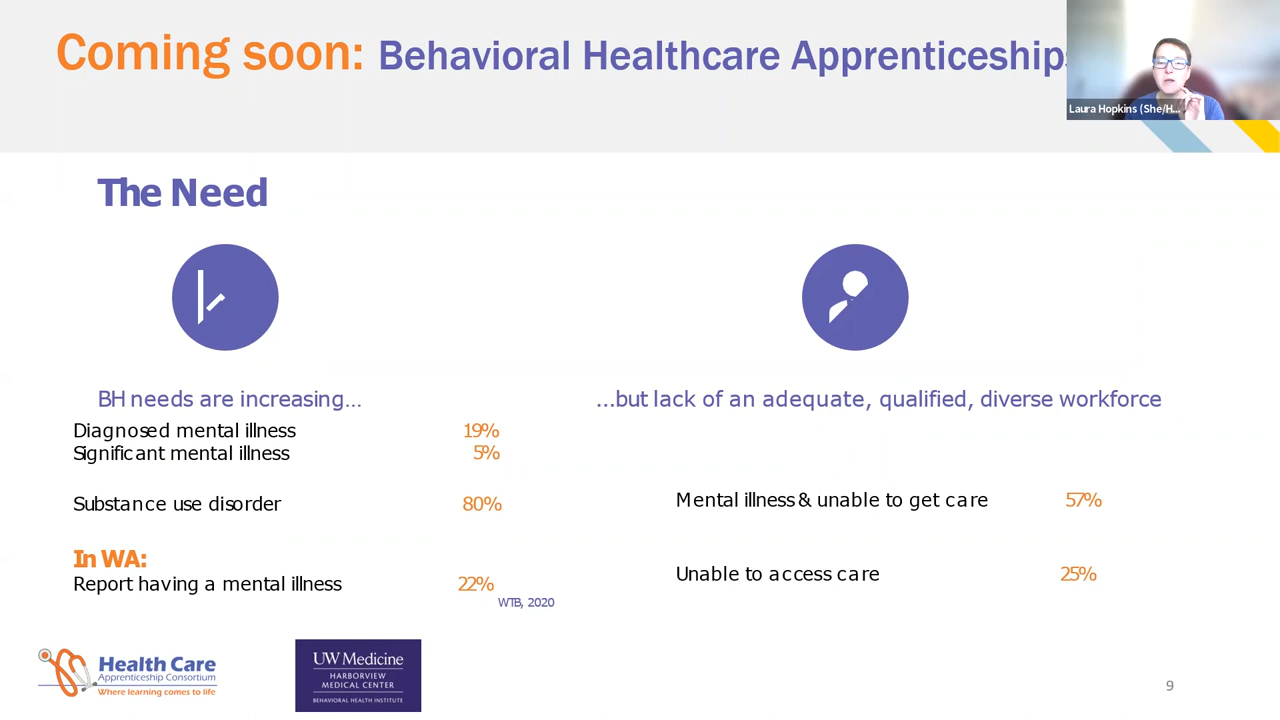 Coming soon: Behavioral Healthcare Apprenticeships
Laura Hopkins (She/H...
The Need
BH needs are increasing...
Diagnosed mental illness 19%
Significant mental illness 5%
Substance use disorder 80%
In WA:
Report having a mental illness 22%
WTB, 2020
...but lack of an adequate, qualified, diverse workforce
Mental illness & unable to get care 57%
Unable to access care 25%
Health Care
Apprenticeship Consortium
Where learning comes to life
UW Medicine
HARBORVIEW
MEDICAL CENTER
BEHAVIORAL HEALTH INSTITUTE
9